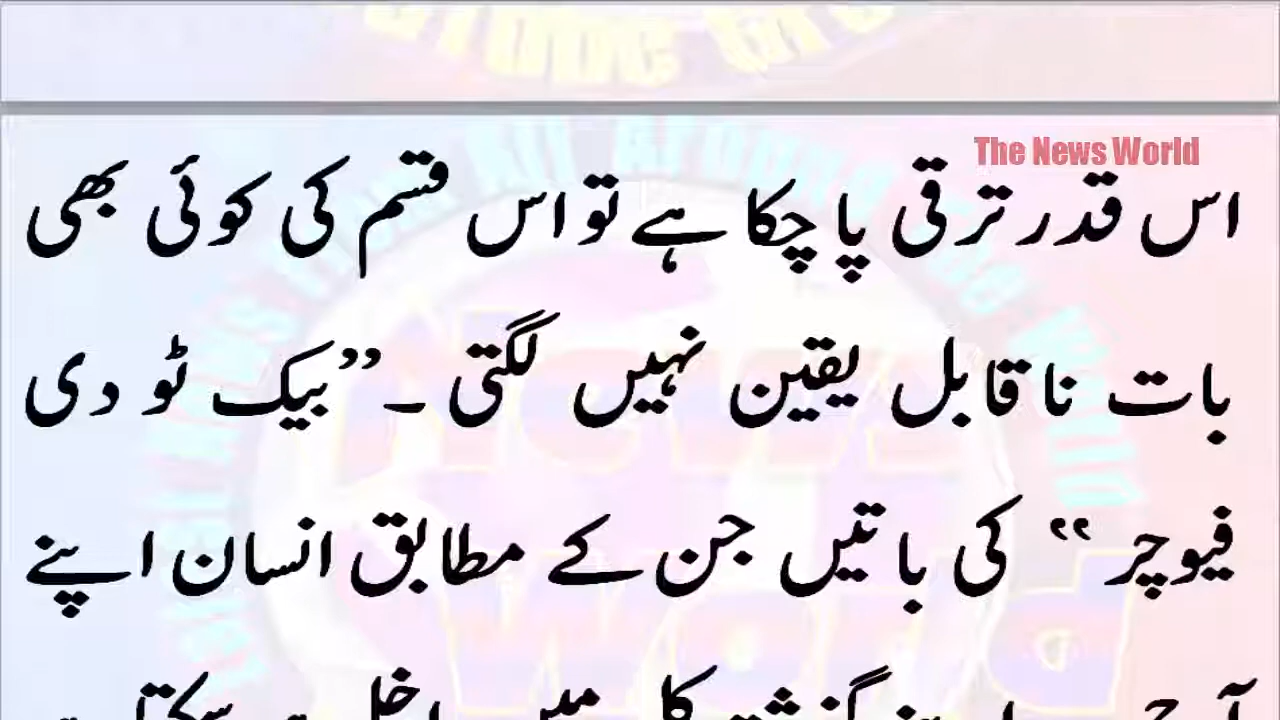 The News World
اس قدر ترقی پا چکا ہے تو اس قسم کی کوئی بھی
بات ناقابل یقین نہیں لگتی ۔ ”بیک ٹو دی
فیوچر “ کی باتیں جن کے مطابق انسان اپنے